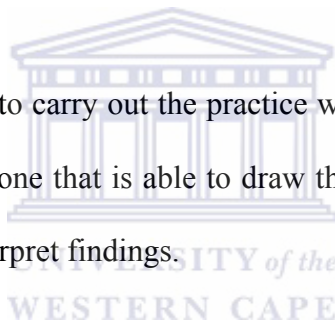 to carry out the practice w
one that is able to draw th
rpret findings.
UNIVERSITY of the
WESTERN CAPE